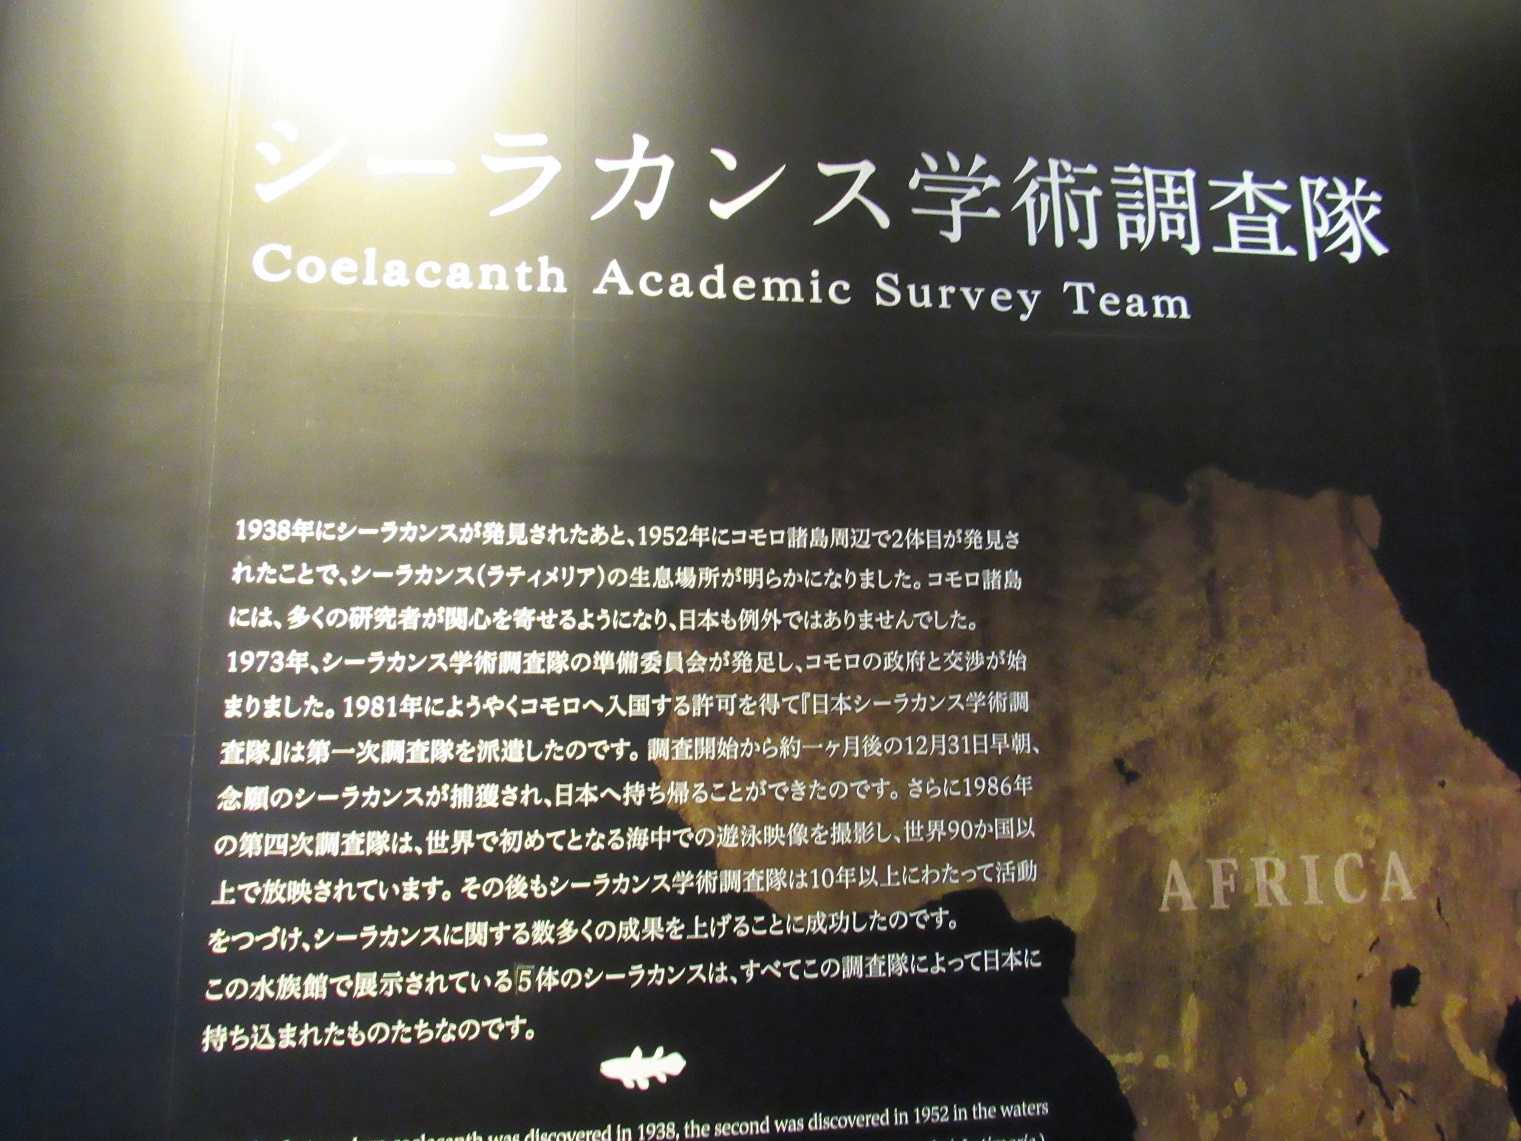 シーラカンス学術調査隊
Coelacanth Academic Survey Team
1938年にシーラカンスが発見されたあと、1952年にコモロ諸島周辺で2体目が発見さ
れたことで、シーラカンス(ラティメリア)の生息場所が明らかになりました。コモロ諸島
には、多くの研究者が関心を寄せるようになり、日本も例外ではありませんでした。
1973年、シーラカンス学術調査隊の準備委員会が発足し、コモロの政府と交渉が始
まりました。1981年にようやくコモロへ入国する許可を得て『日本シーラカンス学術調
査隊』は第一次調査隊を派遣したのです。調査開始から約一ヶ月後の12月31日早朝、
念願のシーラカンスが捕獲され、日本へ持ち帰ることができたのです。さらに1986年
の第四次調査隊は、世界で初めてとなる海中での遊泳映像を撮影し、世界90か国以
上で放映されています。その後もシーラカンス学術調査隊は10年以上にわたって活動
をつづけ、シーラカンスに関する数多くの成果を上げることに成功したのです。
この水族館で展示されている5体のシーラカンスは、すべてこの調査隊によって日本に
持ち込まれたものたちなのです。
AFRICA
coelacanth was discovered in 1938, the second was discovered in 1952 in the waters